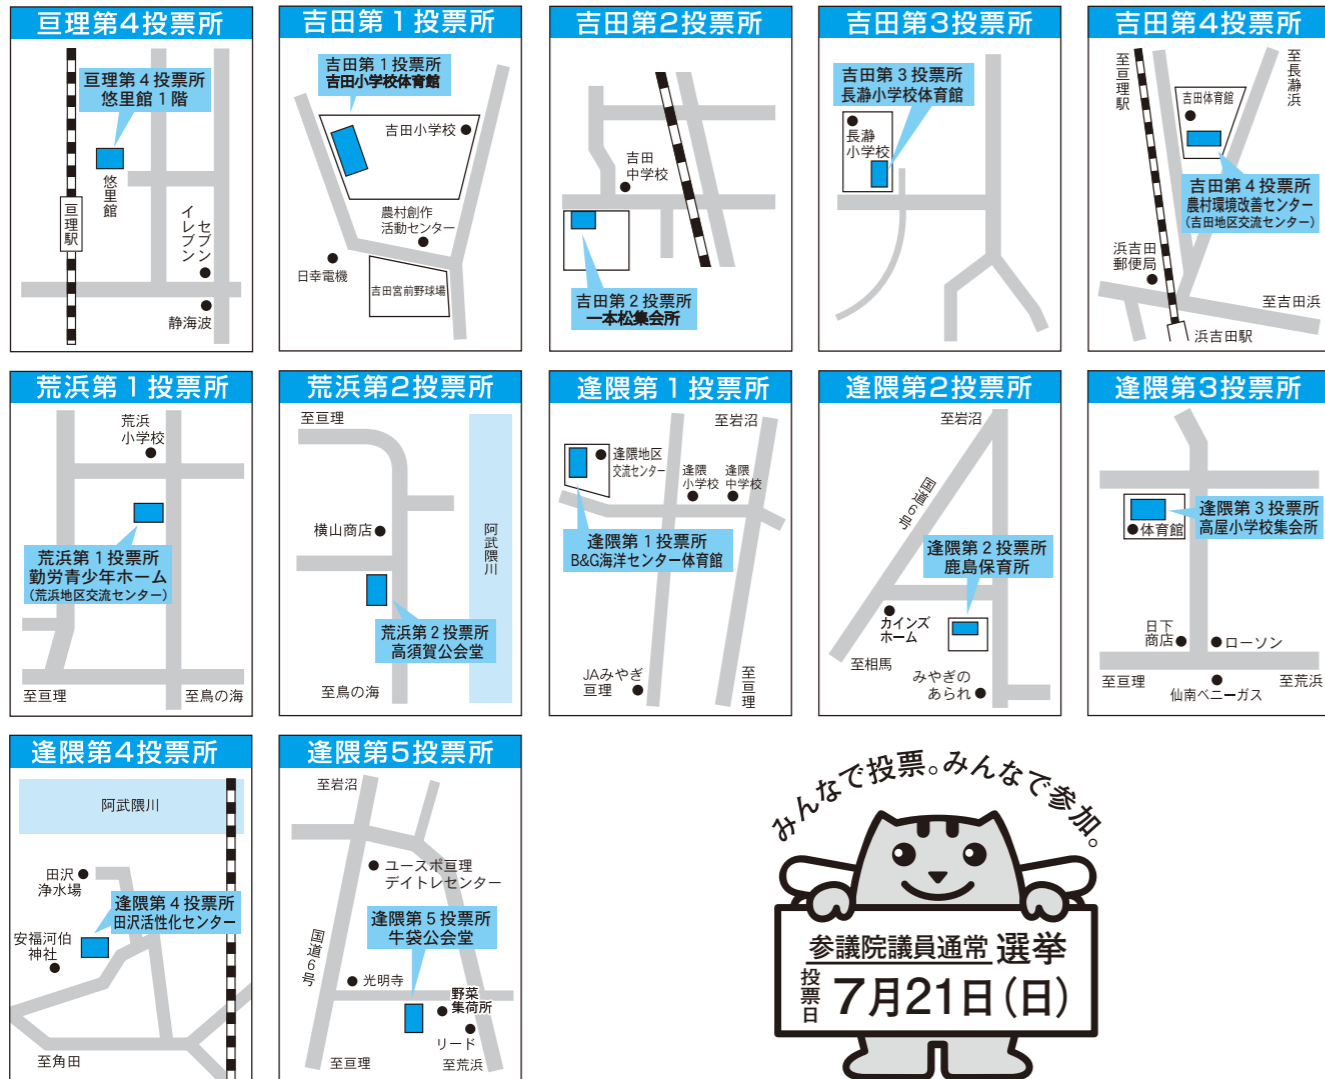 亘理第4投票所
亘理第4投票所
悠里館1階
悠里館
亘理駅
セブン
イレブン
静海波
吉田第1投票所
吉田第1投票所
吉田小学校体育館
吉田小学校
農村創作
活動センター
日幸電機
吉田宮前野球場
吉田第2投票所
吉田
中学校
吉田第2投票所
一本松集会所
吉田第3投票所
吉田第3投票所
長瀞小学校体育館
長瀞
小学校
吉田第4投票所
至亘理駅
至長瀞浜
吉田体育館
吉田第4投票所
農村環境改善センター
(吉田地区交流センター)
浜吉田
郵便局
至吉田浜
浜吉田駅
荒浜第1投票所
荒浜
小学校
荒浜第1投票所
勤労青少年ホーム
(荒浜地区交流センター)
至亘理
至鳥の海
荒浜第2投票所
至亘理
横山商店
阿武隈川
荒浜第2投票所
高須賀公会堂
至鳥の海
逢隈第1投票所
至岩沼
逢隈地区
交流センター
逢隈
小学校
逢隈
中学校
逢隈第1投票所
B&G海洋センター体育館
JAみやぎ
亘理
至亘理
逢隈第2投票所
至岩沼
国道6号
逢隈第2投票所
鹿島保育所
カインズ
ホーム
至相馬
みやぎの
あられ
逢隈第3投票所
逢隈第3投票所
高屋小学校集会所
体育館
日下
商店
ローソン
至亘理
仙南ベニーガス
至荒浜
逢隈第4投票所
阿武隈川
田沢
浄水場
逢隈第4投票所
田沢活性化センター
安福河伯
神社
至角田
逢隈第5投票所
至岩沼
ユースポ亘理
デイトレセンター
逢隈第5投票所
牛袋公会堂
国道6号
光明寺
野菜
集荷所
リード
至亘理
至荒浜
みんなで投票。みんなで参加。
参議院議員通常選挙
投票日
7月21日(日)